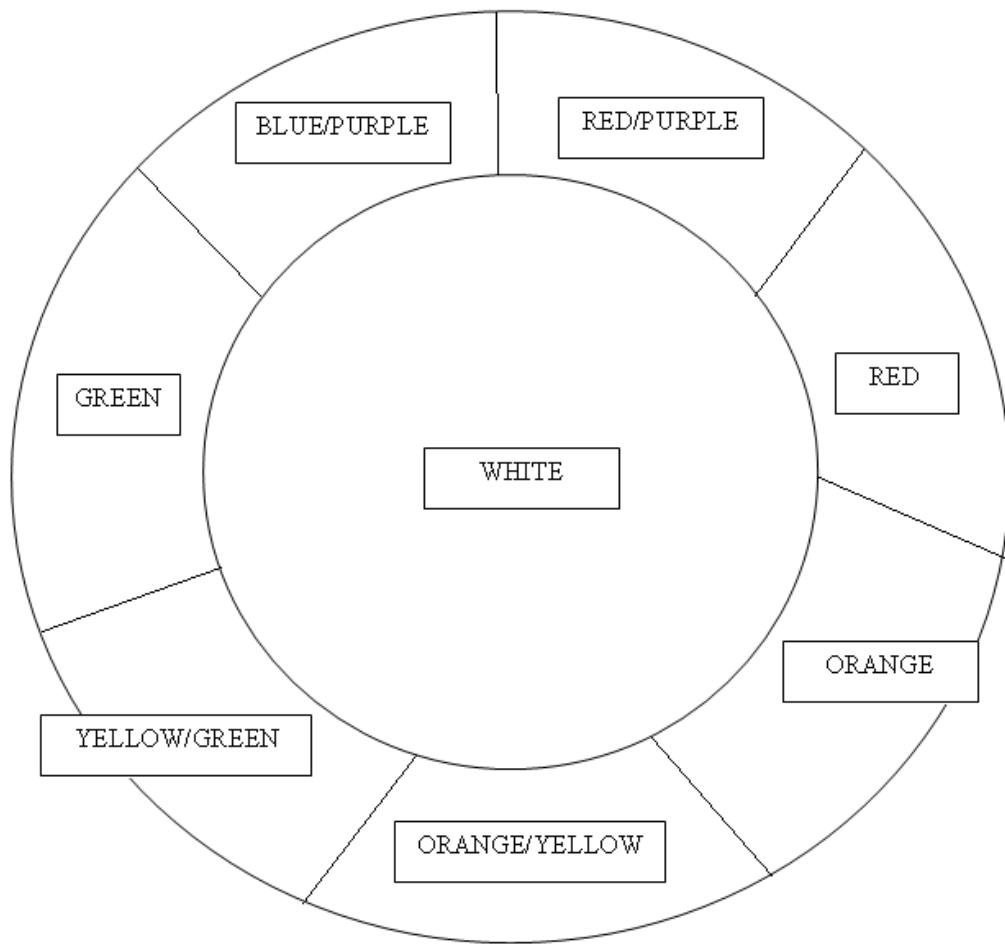 BLUE/PURPLE
RED/PURPLE
GREEN
RED
WHITE
ORANGE
YELLOW/GREEN
ORANGE/YELLOW